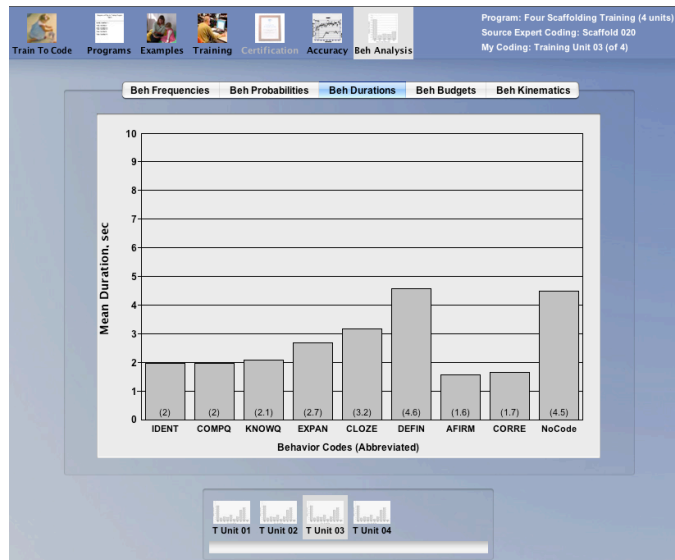 Program: Four Scaffolding Training (4 units)
Source Expert Coding: Scaffold 020
My Coding: Training Unit 03 (of 4)
Train To Code Programs Examples Training Certification Accuracy Beh Analysis
Beh Frequencies Beh Probabilities Beh Durations Beh Budgets Beh Kinematics
10
9
8
7
6
5
4
3
2
1
0
Mean Duration, sec
(2) (2) (2.1) (2.7) (3.2) (4.6) (1.6) (1.7) (4.5)
IDENT COMPQ KNOWQ EXPAN CLOZE DEFIN AFIRM CORRE NoCode
Behavior Codes (Abbreviated)
T Unit 01 T Unit 02 T Unit 03 T Unit 04